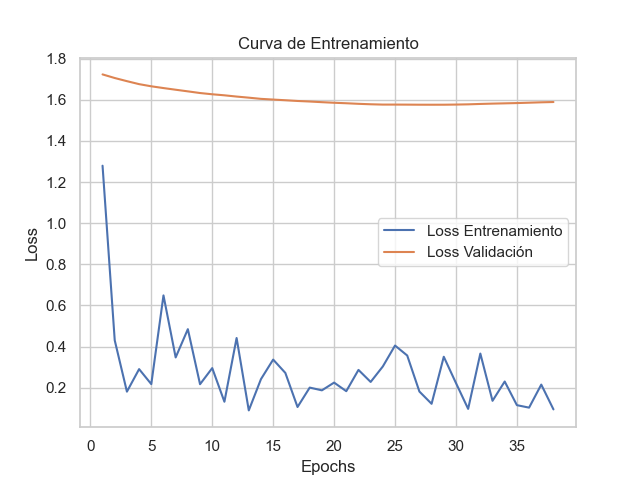 Curva de Entrenamiento
Loss
1.8
1.6
1.4
1.2
1.0
0.8
0.6
0.4
0.2
Loss Entrenamiento
Loss Validación
0 5 10 15 20 25 30 35
Epochs